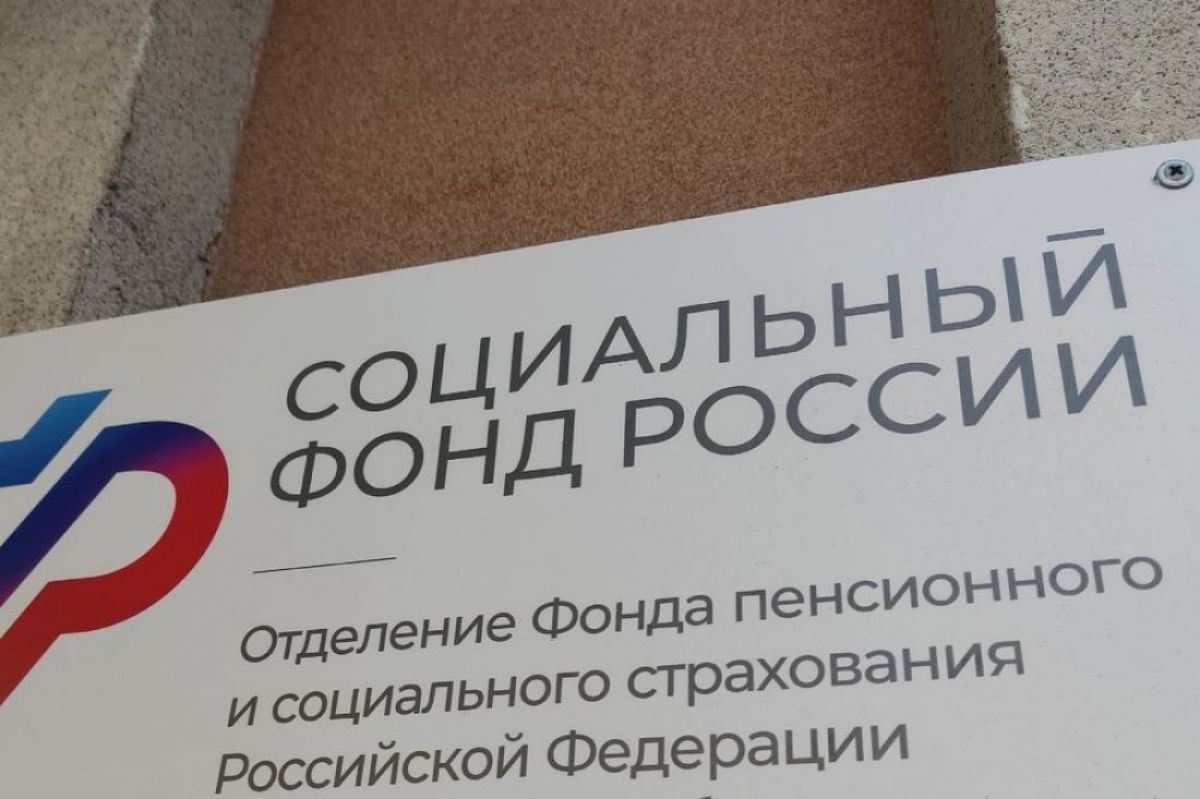 СОЦИАЛЬНЫЙ
ФОНД РОССИИ
Отделение Фонда пенсионного
и социального страхования
Российской Федерации